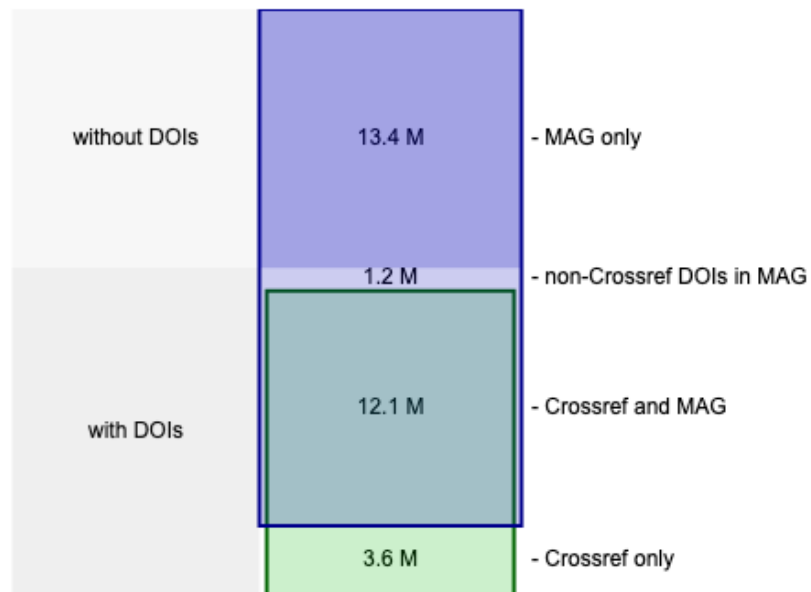 without DOIs 13.4 M - MAG only
1.2 M - non-Crossref DOIs in MAG
12.1 M - Crossref and MAG
with DOIs
3.6 M - Crossref only